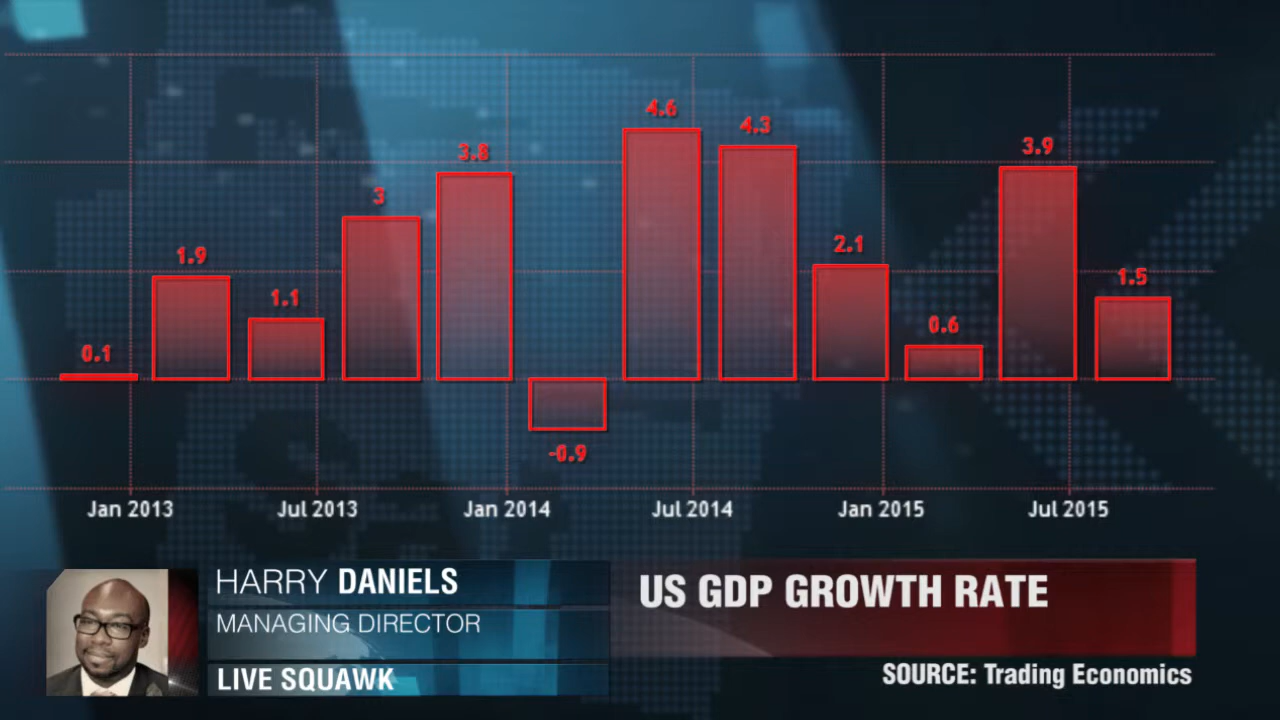 4.6
4.3
3.8
3.9
3
1.9
2.1
1.1
1.5
0.6
0.1
-0.9
Jan 2013
Jul 2013
Jan 2014
Jul 2014
Jan 2015
Jul 2015
HARRY DANIELS
MANAGING DIRECTOR
LIVE SQUAWK
US GDP GROWTH RATE
SOURCE: Trading Economics